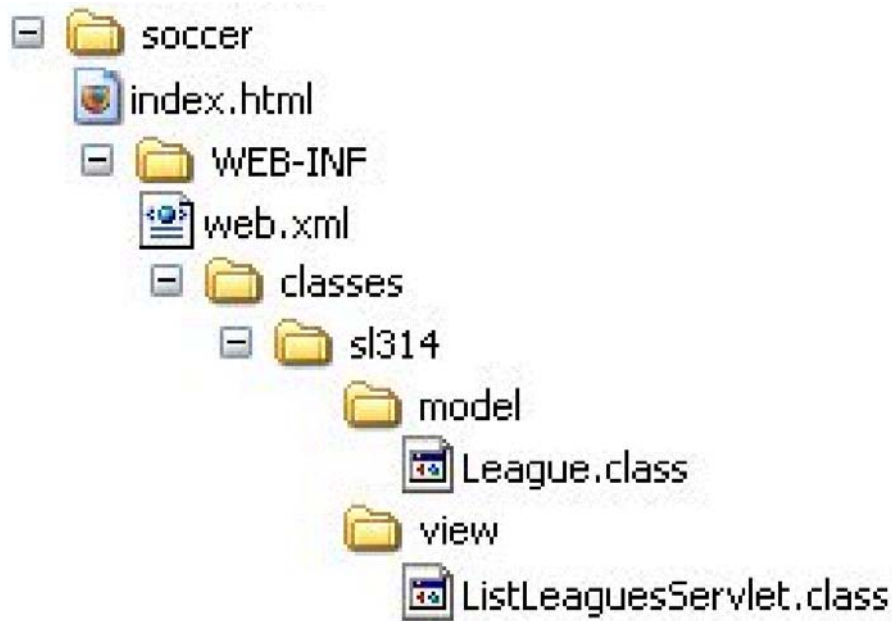 soccer
index.html
WEB-INF
web.xml
classes
sl314
model
League.class
view
ListLeaguesServlet.class